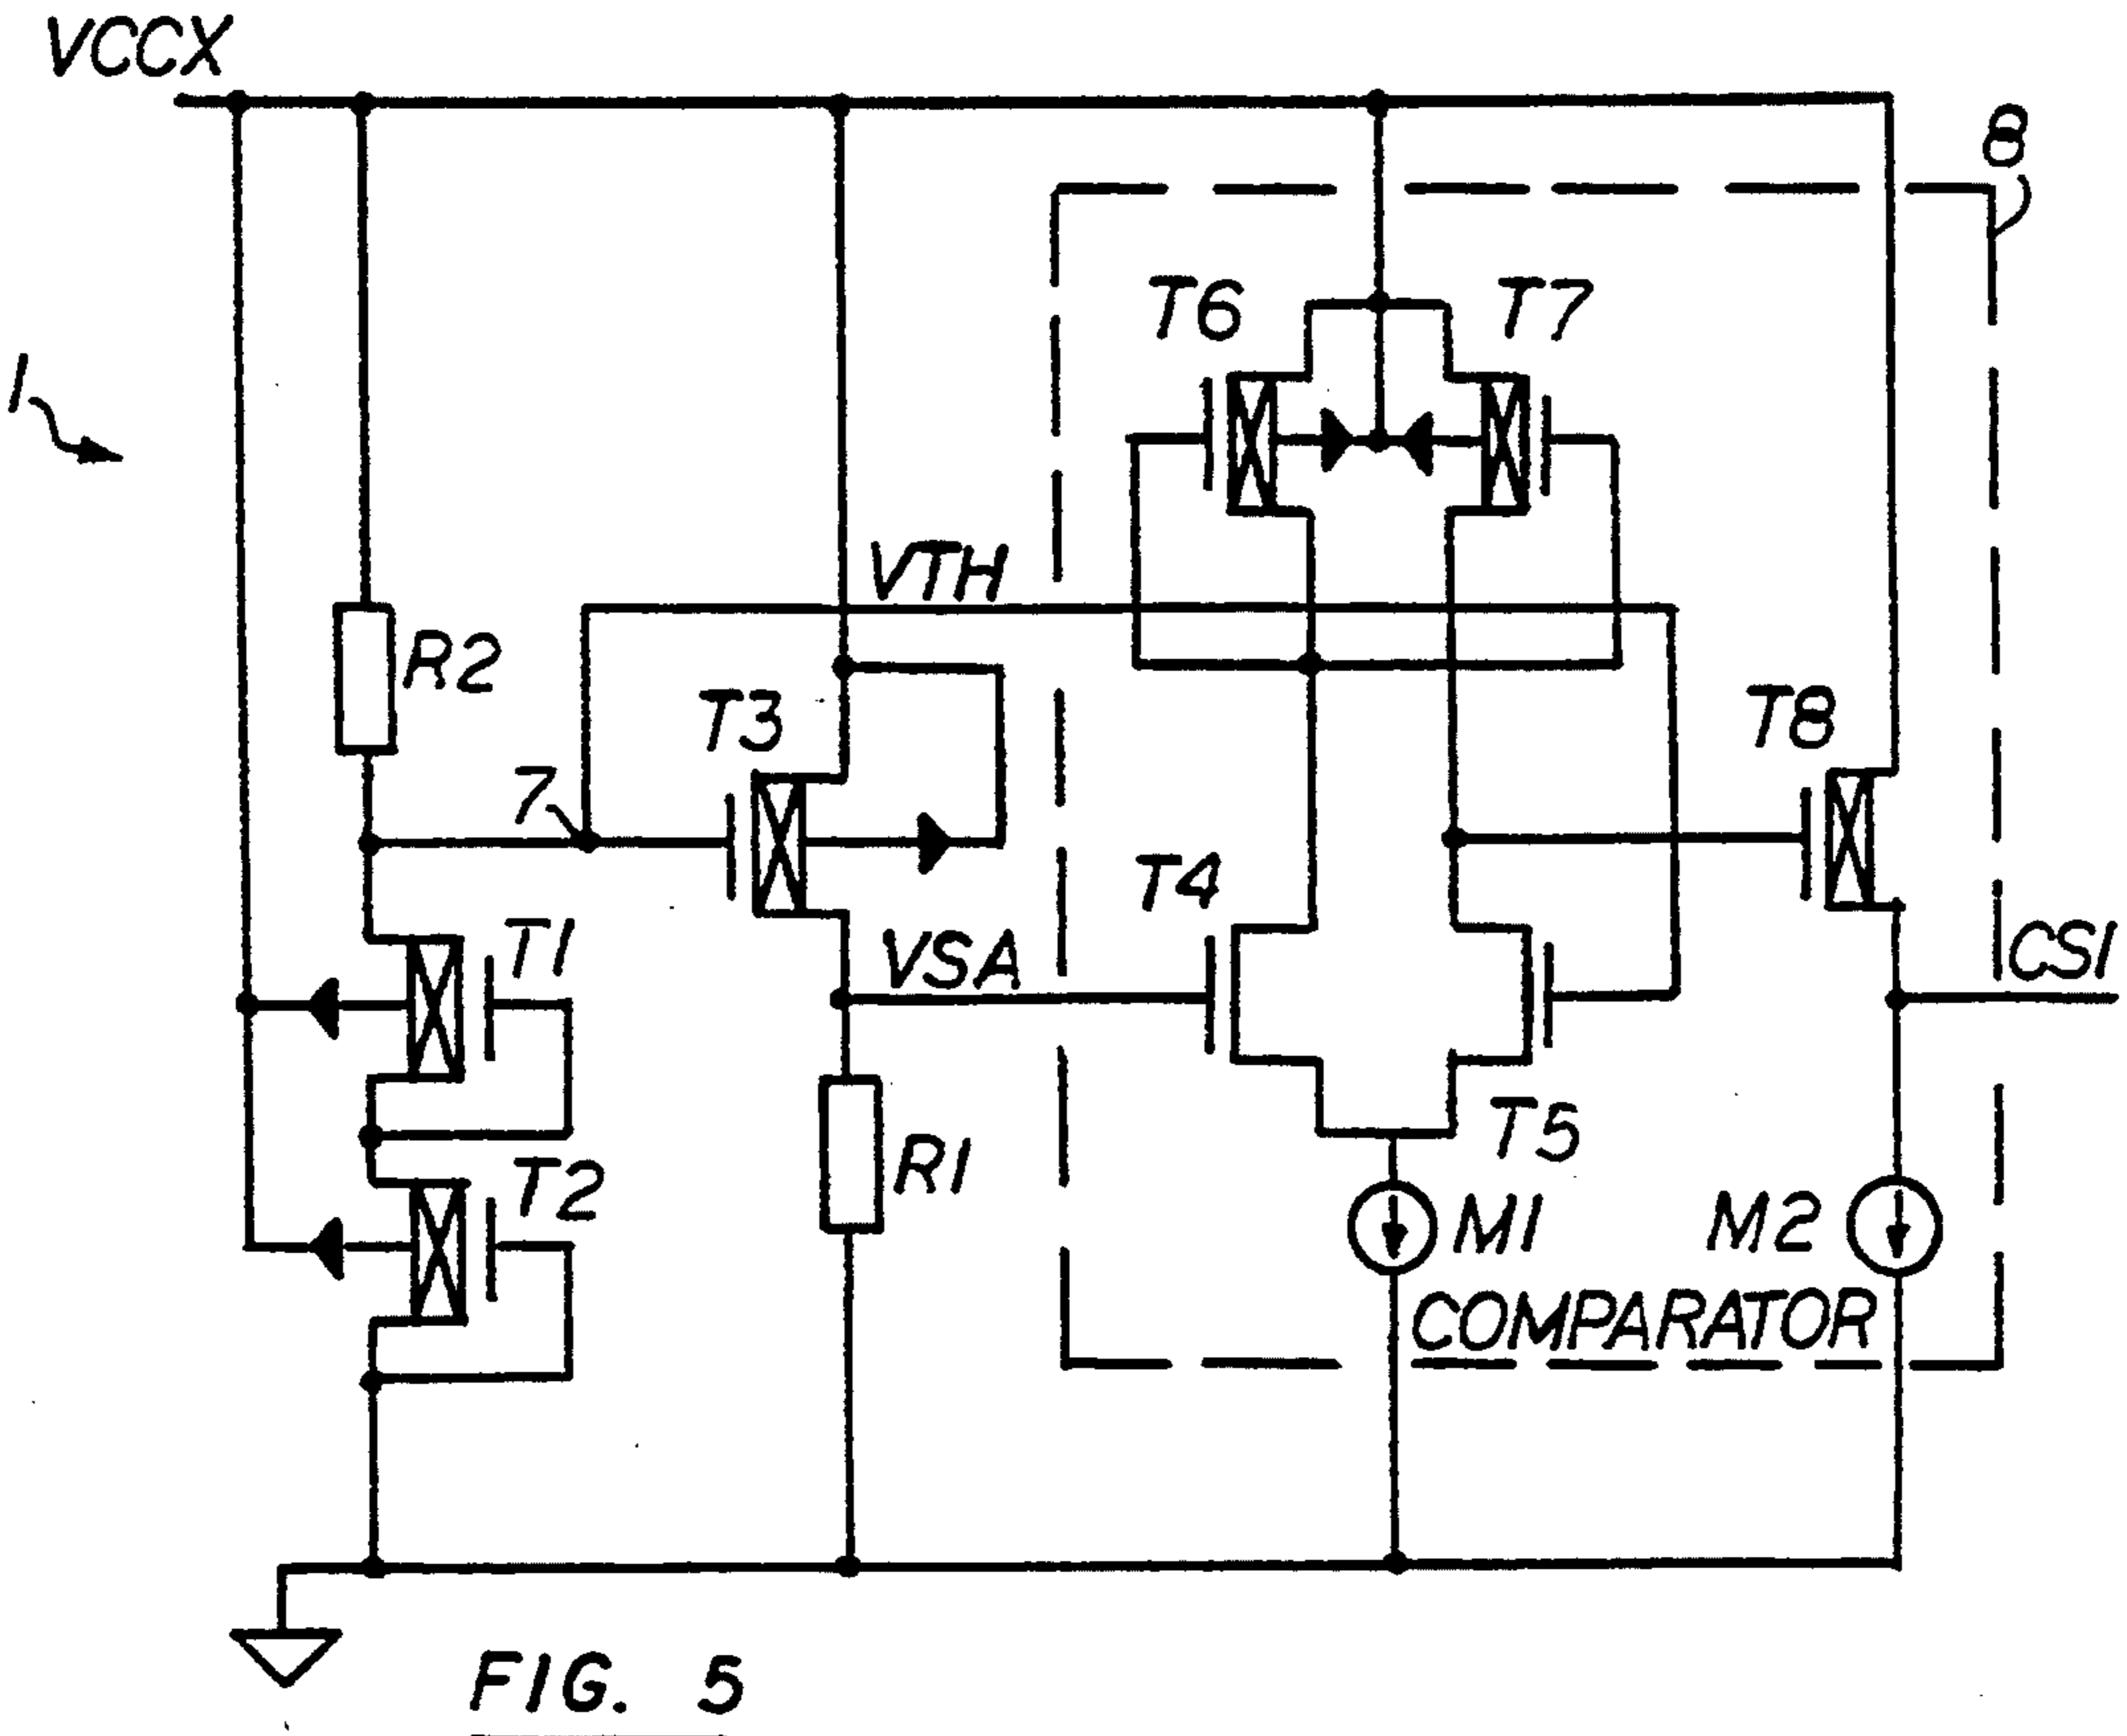 VCCX
8
T6
T7
1
VTH
R2
T3
T8
7
T4
T1
VSA
CS1
T5
R1
T2
M1
M2
COMPARATOR
FIG. 5